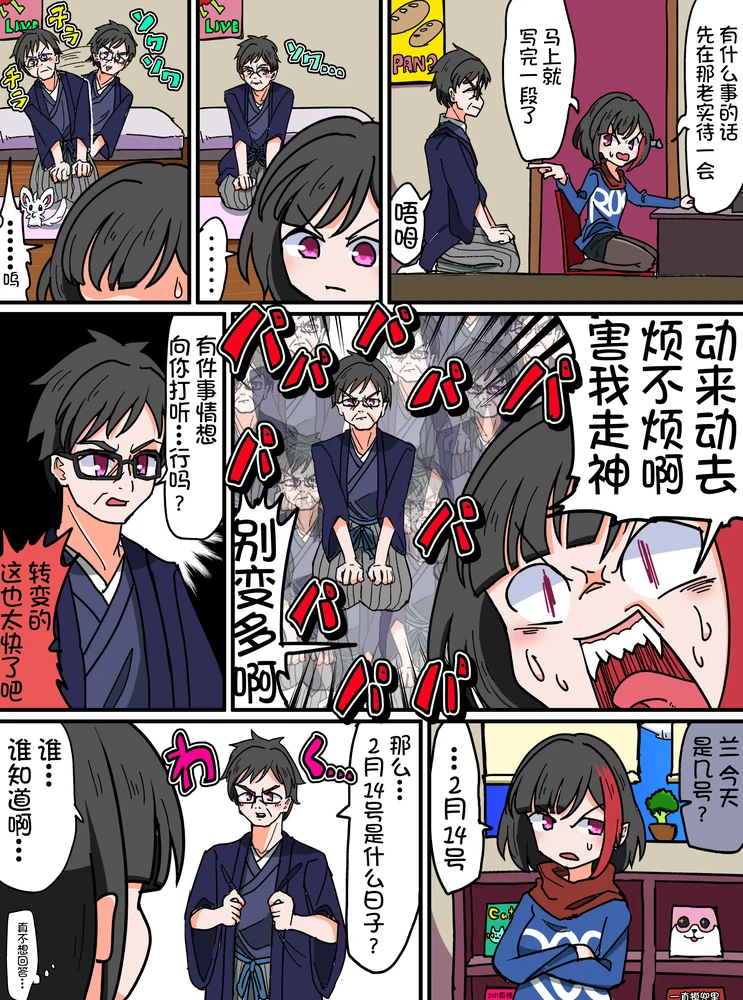 有什么事的话
先在那老实待一会
马上就
写完一段了
唔姆
PAN?
LIVE
ソワ…
……
LIVE
チラ
チラ
ソワソワ
……呜
动来动去
烦不烦啊
害我走神
パパパパパパパパパパ
别变多啊
有件事情想
向你打听…行吗?
转变的
这也太快了吧
兰 今天
是几号?
…2月14号
那么…
2月14号是什么日子?
わく…
谁…
谁知道啊…
真不想回答…
一直摸兜里